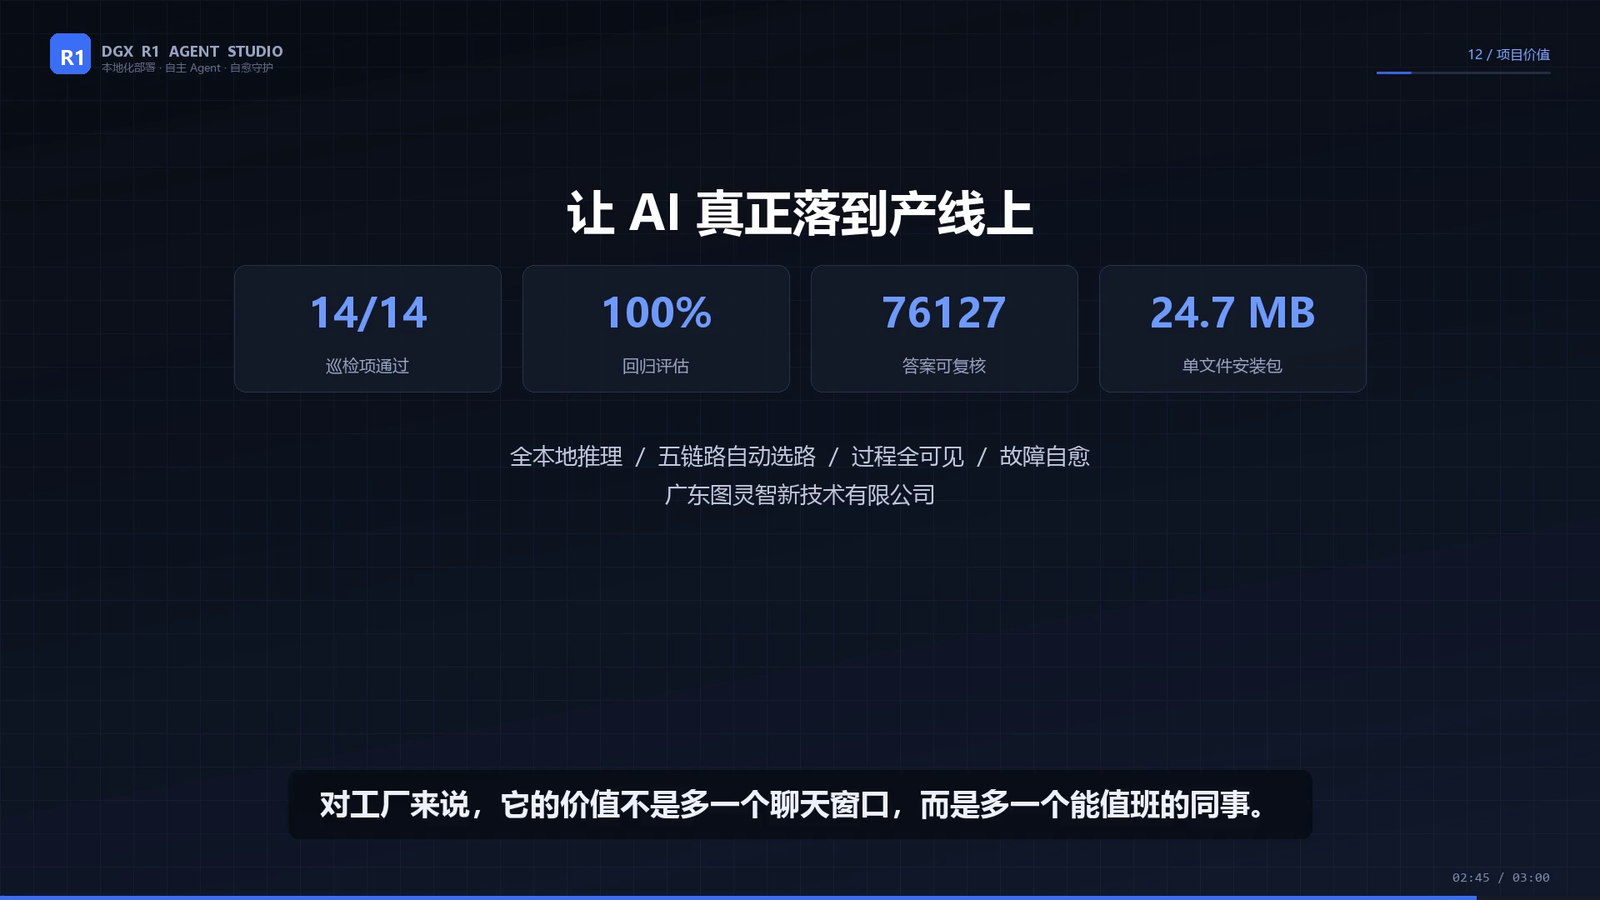 R1
DGX R1 AGENT STUDIO
本地化部署 · 自主 Agent · 自愈守护
12 / 项目价值
让 AI 真正落到产线上
14/14
巡检项通过
100%
回归评估
76127
答案可复核
24.7 MB
单文件安装包
全本地推理 / 五链路自动选路 / 过程全可见 / 故障自愈
广东图灵智新技术有限公司
对工厂来说，它的价值不是多一个聊天窗口，而是多一个能值班的同事。
02:45 / 03:00